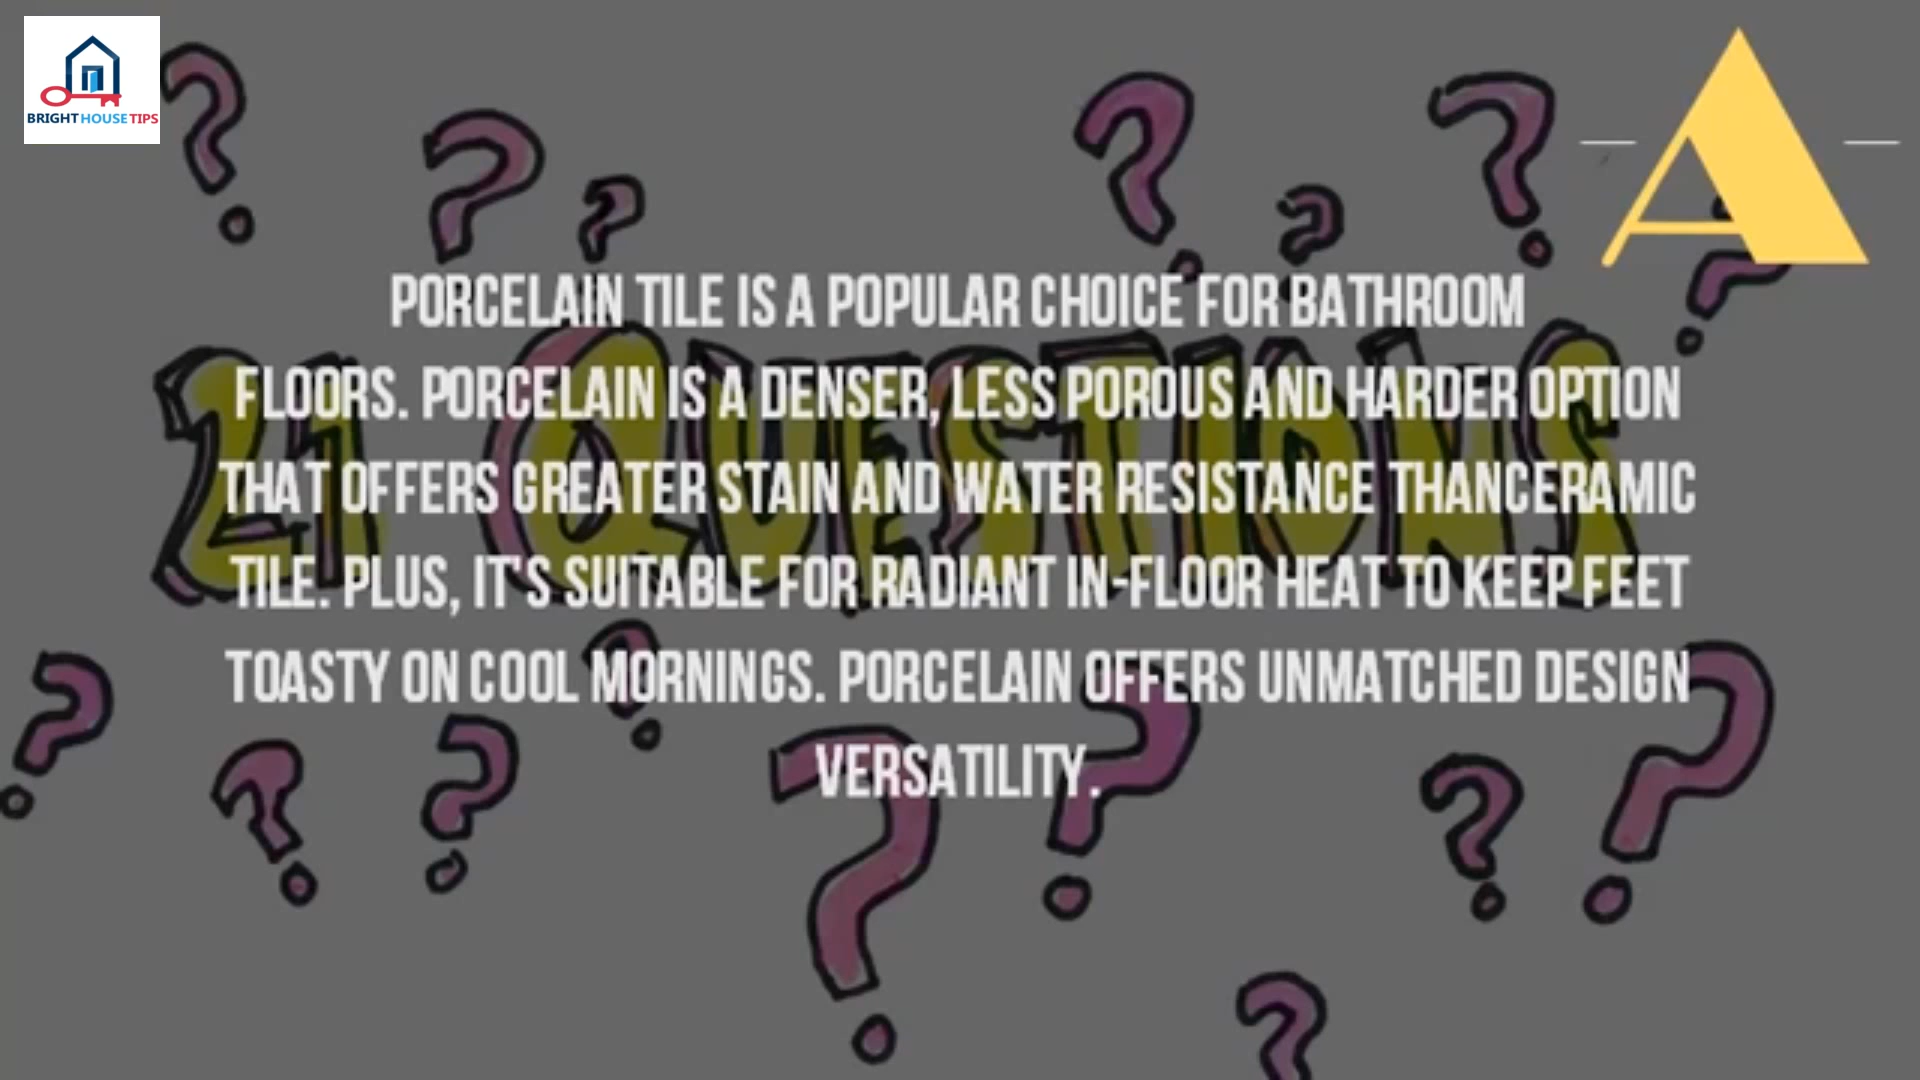 BRIGHT HOUSE TIPS
A
PORCELAIN TILE IS A POPULAR CHOICE FOR BATHROOM
FLOORS. PORCELAIN IS A DENSER, LESS POROUS AND HARDER OPTION
THAT OFFERS GREATER STAIN AND WATER RESISTANCE THANCERAMIC
TILE. PLUS, IT'S SUITABLE FOR RADIANT IN-FLOOR HEAT TO KEEP FEET
TOASTY ON COOL MORNINGS. PORCELAIN OFFERS UNMATCHED DESIGN
VERSATILITY.
21 QUESTIONS